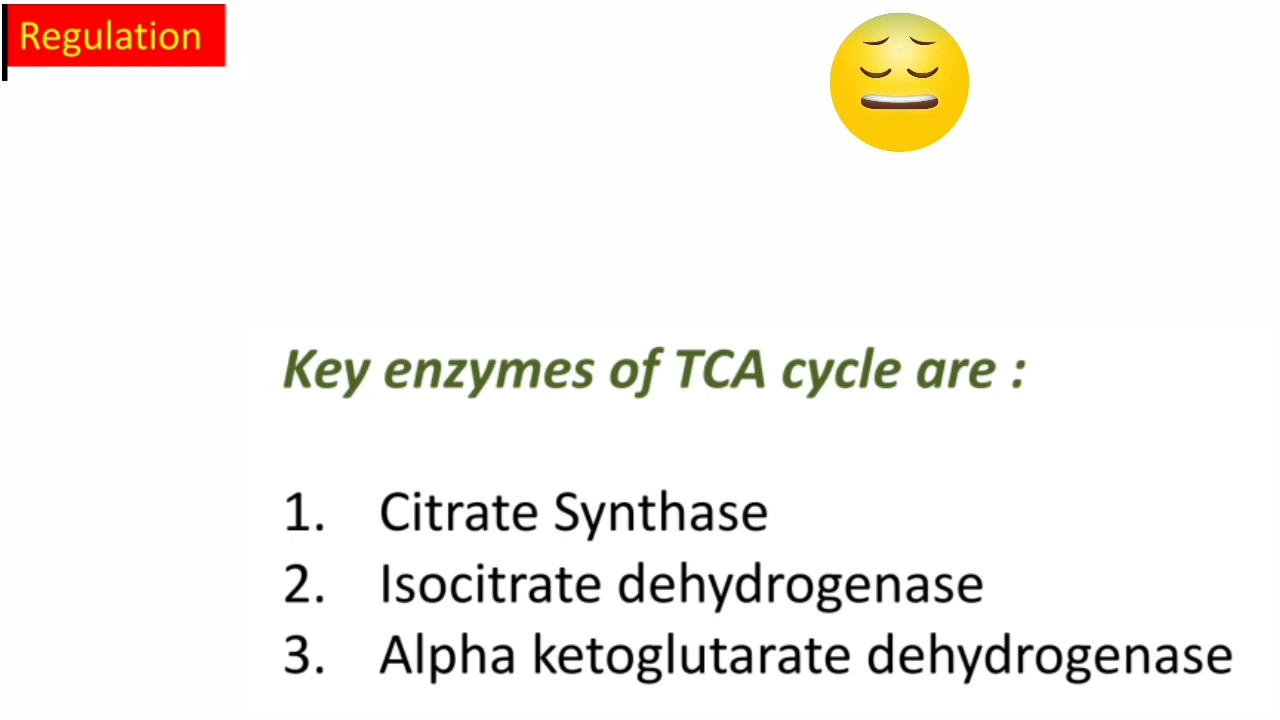 Regulation
Key enzymes of TCA cycle are :
1. Citrate Synthase
2. Isocitrate dehydrogenase
3. Alpha ketoglutarate dehydrogenase